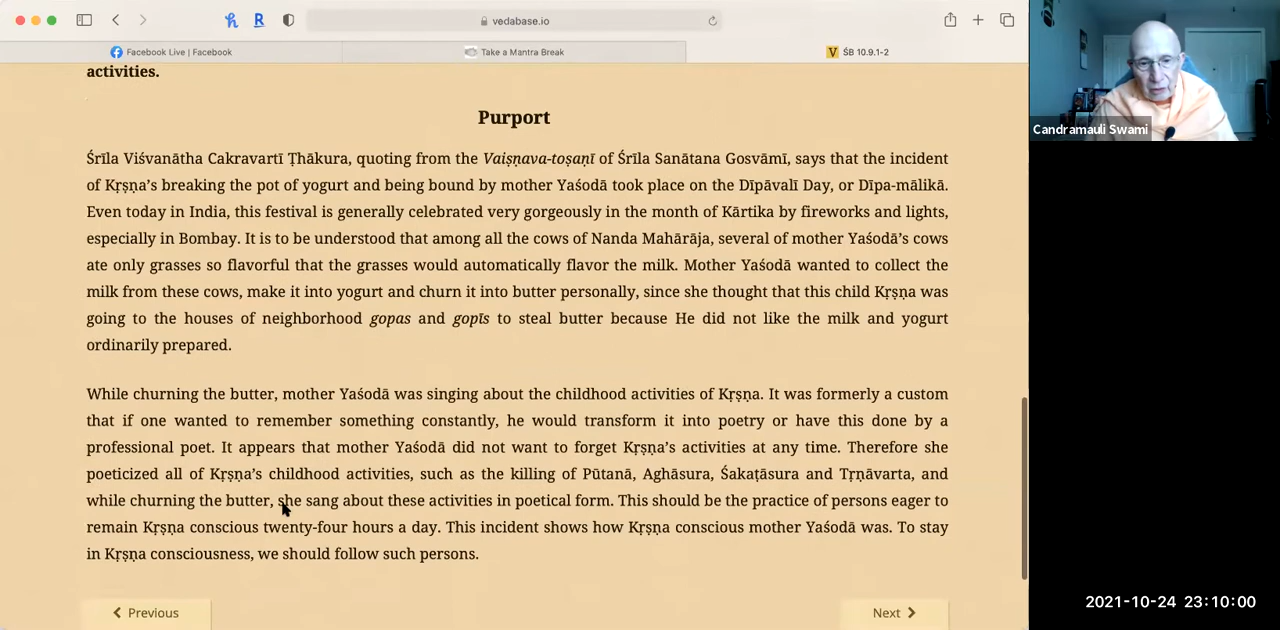 vedabase.io
Facebook Live | Facebook
Take a Mantra Break
V ŚB 10.9.1-2
activities.
Purport
Śrīla Viśvanātha Cakravartī Ṭhākura, quoting from the Vaiṣṇava-toṣaṇī of Śrīla Sanātana Gosvāmī, says that the incident
of Kṛṣṇa’s breaking the pot of yogurt and being bound by mother Yaśodā took place on the Dīpāvalī Day, or Dīpa-mālikā.
Even today in India, this festival is generally celebrated very gorgeously in the month of Kārtika by fireworks and lights,
especially in Bombay. It is to be understood that among all the cows of Nanda Mahārāja, several of mother Yaśodā’s cows
ate only grasses so flavorful that the grasses would automatically flavor the milk. Mother Yaśodā wanted to collect the
milk from these cows, make it into yogurt and churn it into butter personally, since she thought that this child Kṛṣṇa was
going to the houses of neighborhood gopas and gopīs to steal butter because He did not like the milk and yogurt
ordinarily prepared.
While churning the butter, mother Yaśodā was singing about the childhood activities of Kṛṣṇa. It was formerly a custom
that if one wanted to remember something constantly, he would transform it into poetry or have this done by a
professional poet. It appears that mother Yaśodā did not want to forget Kṛṣṇa’s activities at any time. Therefore she
poeticized all of Kṛṣṇa’s childhood activities, such as the killing of Pūtanā, Aghāsura, Śakaṭāsura and Tṛṇāvarta, and
while churning the butter, she sang about these activities in poetical form. This should be the practice of persons eager to
remain Kṛṣṇa conscious twenty-four hours a day. This incident shows how Kṛṣṇa conscious mother Yaśodā was. To stay
in Kṛṣṇa consciousness, we should follow such persons.
Previous
Next
Candramauli Swami
2021-10-24 23:10:00